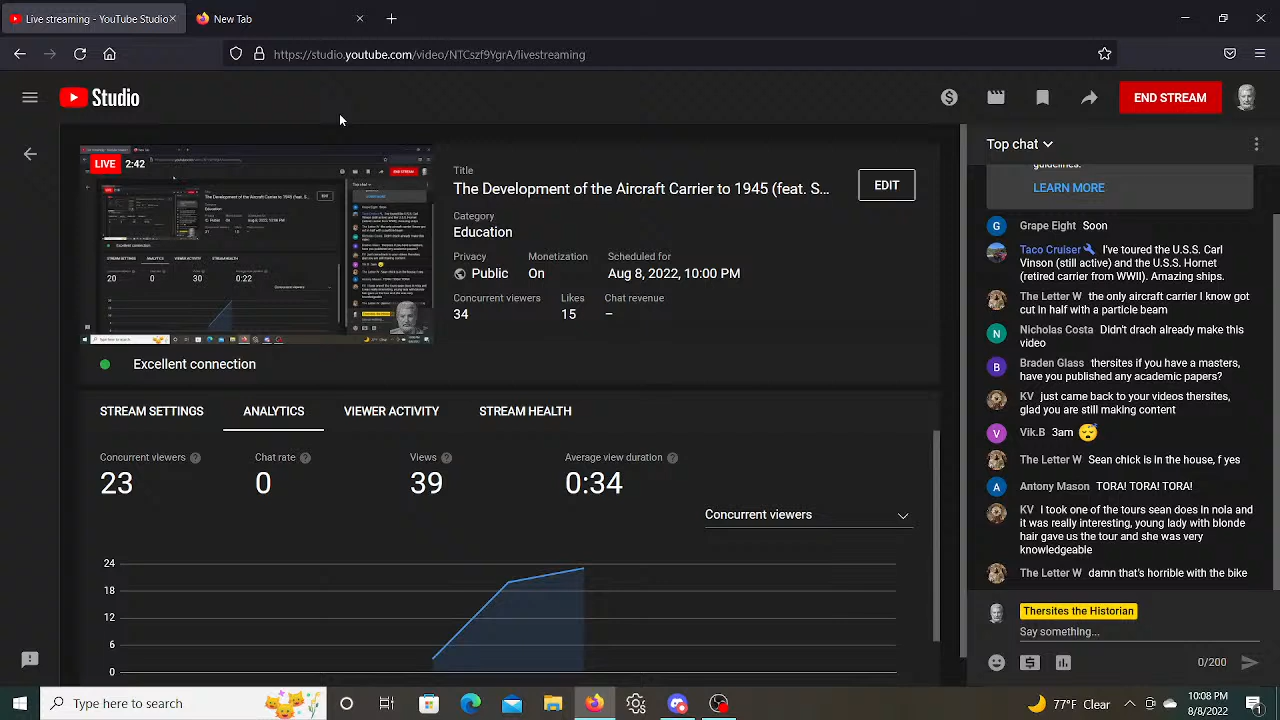 Live streaming - YouTube Studio
New Tab
https://studio.youtube.com/video/NTCszf9YgrA/livestreaming
Studio
END STREAM
LIVE 2:42
Title
The Development of the Aircraft Carrier to 1945 (feat. S...
EDIT
Category
Education
Privacy
Monetization
Public
On
Aug 8, 2022, 10:00 PM
Concurrent viewers
Likes
Chat revenue
34
15
–
Excellent connection
STREAM SETTINGS
ANALYTICS
VIEWER ACTIVITY
STREAM HEALTH
Concurrent viewers
Chat rate
Views
Average view duration
23
0
39
0:34
Concurrent viewers
24
18
12
6
0
Top chat
guidelines.
LEARN MORE
Grape Eight Soon
Taco Cruiser I've toured the U.S.S. Carl
Vinson (still active) and the U.S.S. Hornet
(retired carrier from WWII). Amazing ships.
The Letter W the only aircraft carrier I know got
cut in half with a particle beam
Nicholas Costa Didn't drach already make this
video
Braden Glass thersites if you have a masters,
have you published any academic papers?
KV just came back to your videos thersites,
glad you are still making content
Vik.B 3am
The Letter W Sean chick is in the house, f yes
Antony Mason TORA! TORA! TORA!
KV I took one of the tours sean does in nola and
it was really interesting, young lady with blonde
hair gave us the tour and she was very
knowledgeable
The Letter W damn that's horrible with the bike
Thersites the Historian
Say something...
0/200
Type here to search
77°F Clear
10:08 PM
8/8/2022